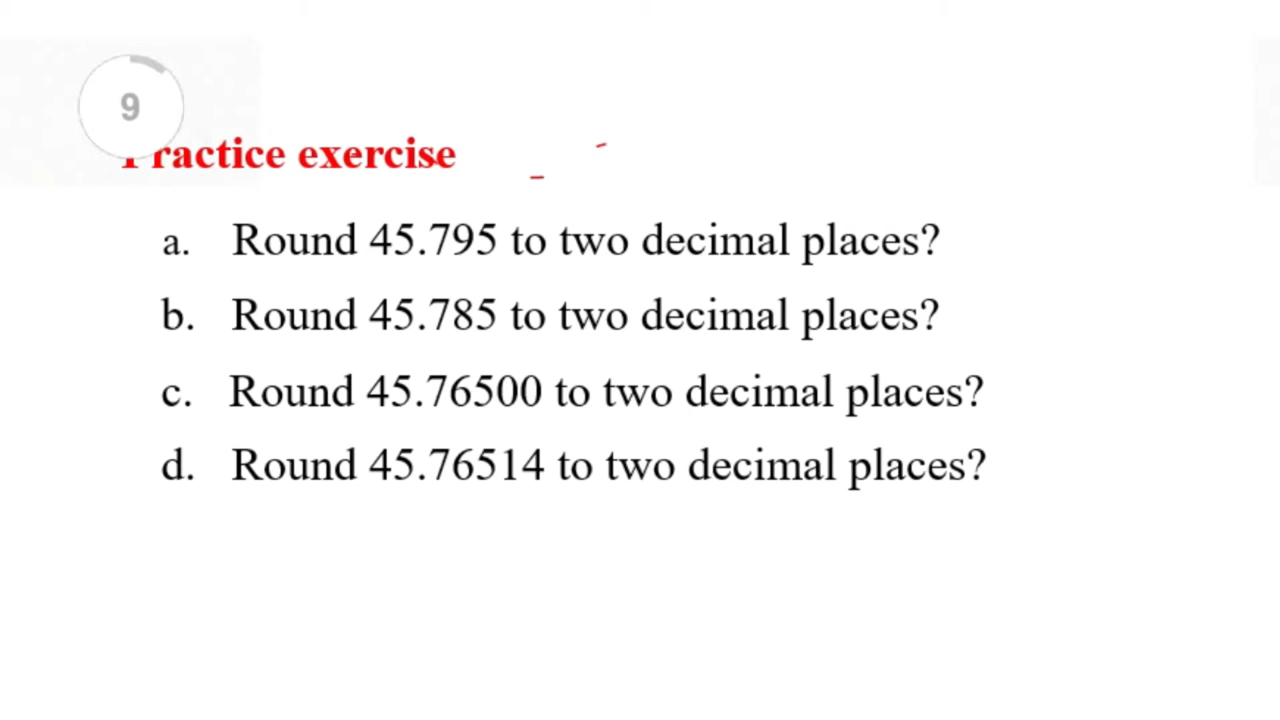 9
Practice exercise
a. Round 45.795 to two decimal places?
b. Round 45.785 to two decimal places?
c. Round 45.76500 to two decimal places?
d. Round 45.76514 to two decimal places?